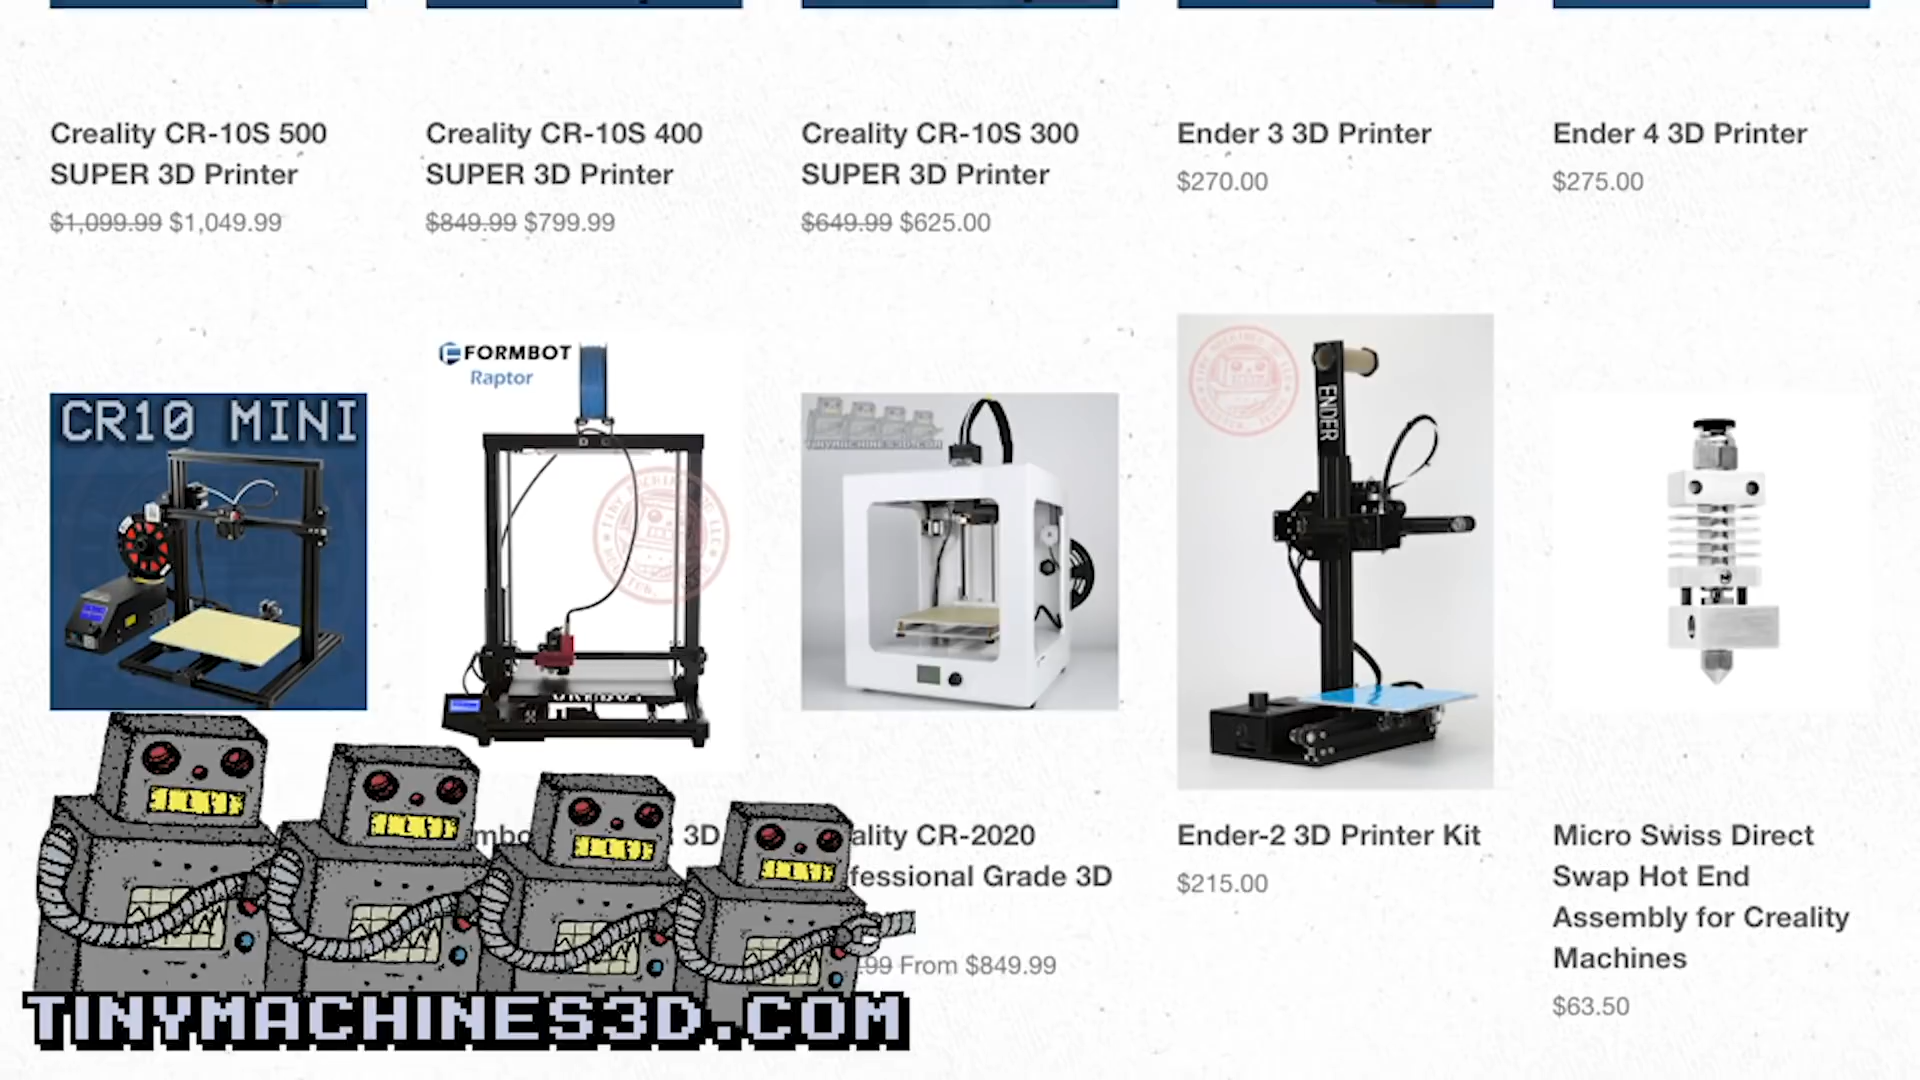 Creality CR-10S 500
SUPER 3D Printer
$1,099.99 $1,049.99
Creality CR-10S 400
SUPER 3D Printer
$849.99 $799.99
Creality CR-10S 300
SUPER 3D Printer
$649.99 $625.00
Ender 3 3D Printer
$270.00
Ender 4 3D Printer
$275.00
CR10 MINI
FORMBOT
Raptor
TINYMACHINES3D.COM
ENDER
3D
ality CR-2020
fessional Grade 3D
.99 From $849.99
Ender-2 3D Printer Kit
$215.00
Micro Swiss Direct
Swap Hot End
Assembly for Creality
Machines
$63.50
TINYMACHINES3D.COM